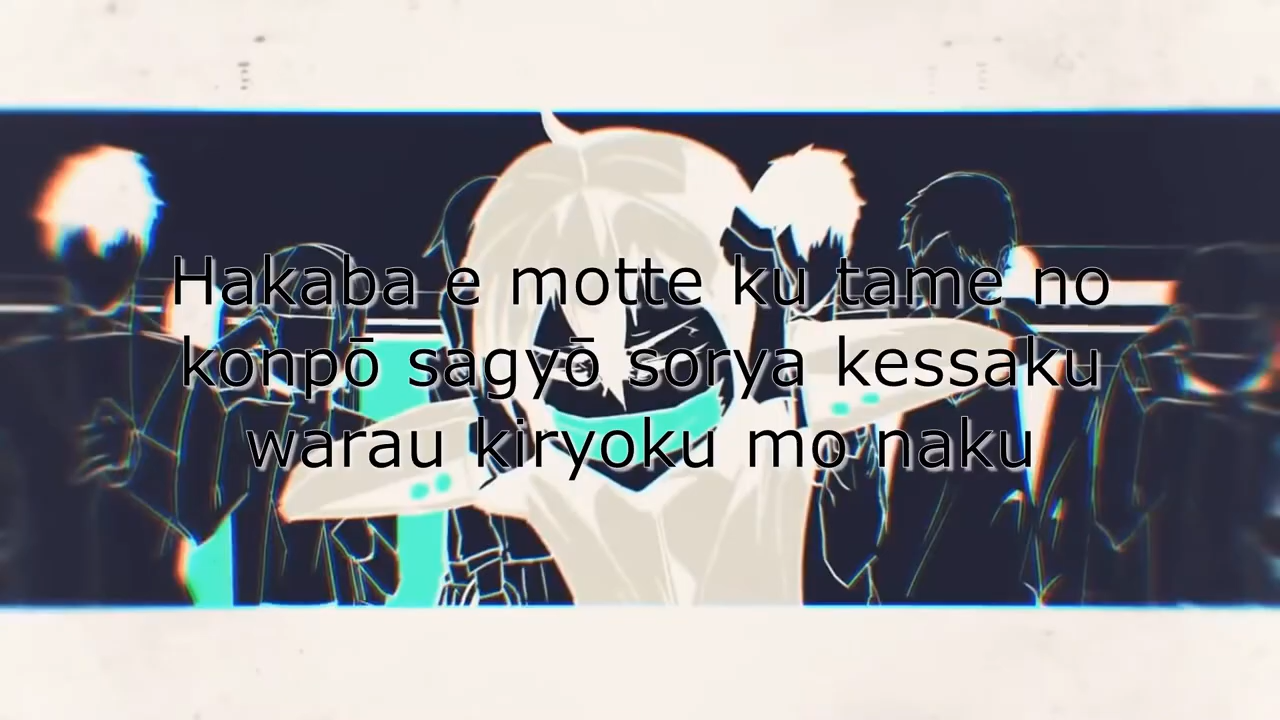 Hakaba e motte ku tame no
konpō sagyō sorya kessaku
warau kiryoku mo naku